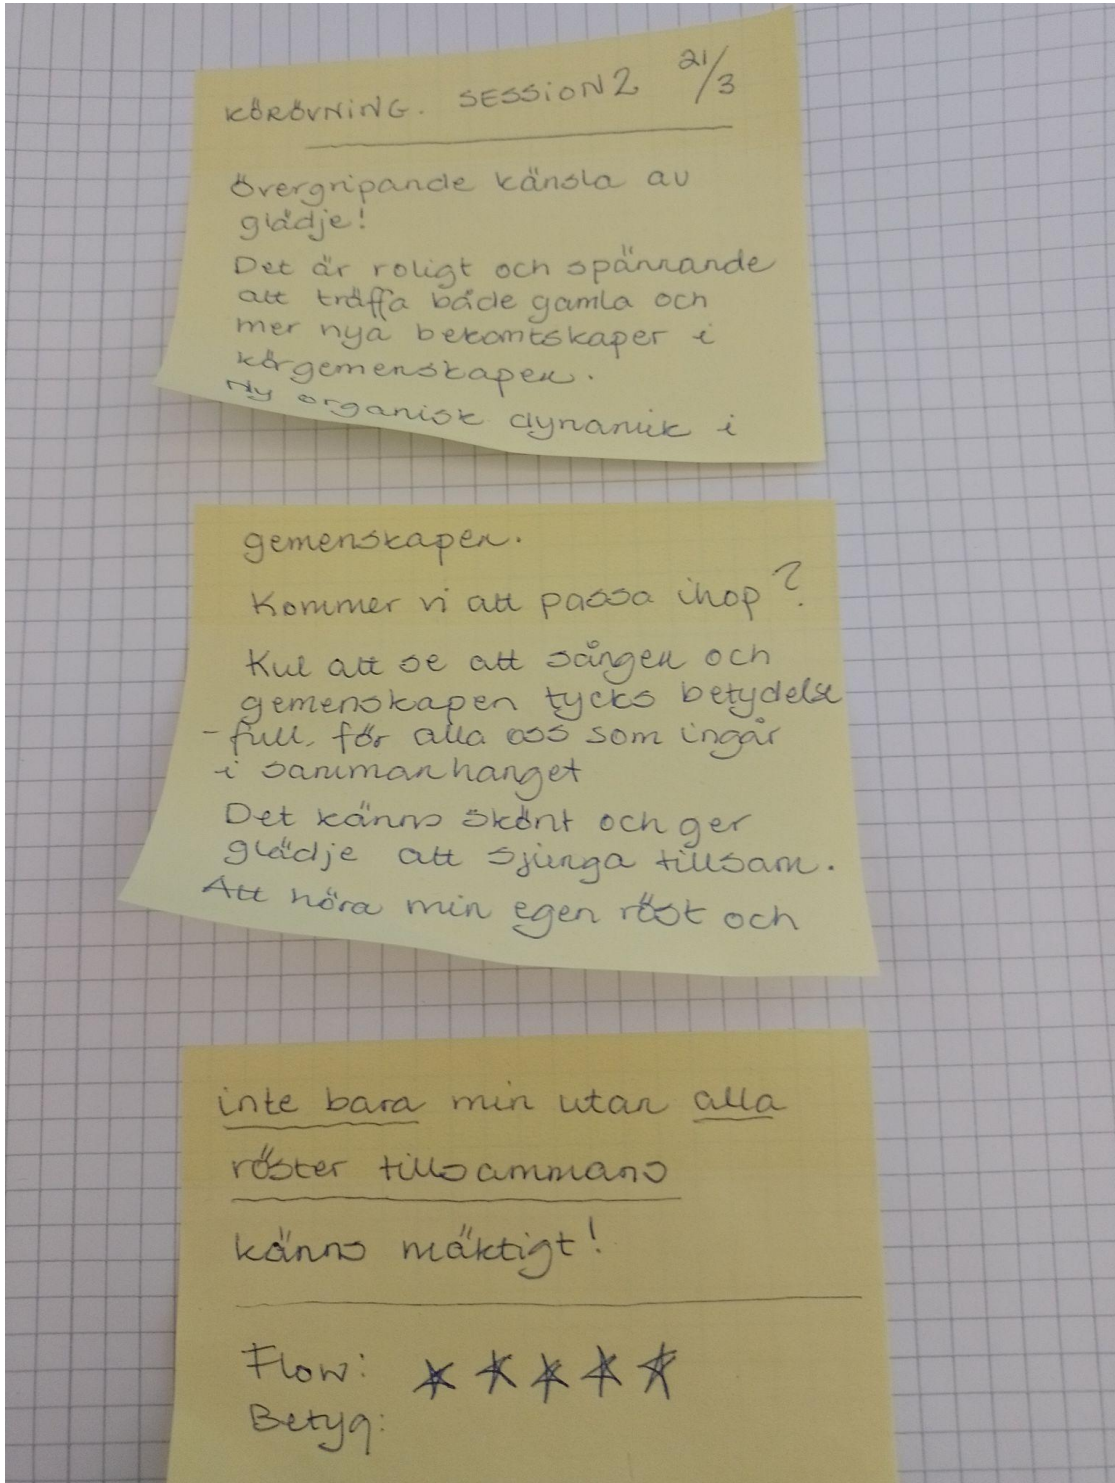 KÖRÖVNING. SESSION 2 21/3
Övergripande känsla av
glädje!
Det är roligt och spännande
att träffa både gamla och
mer nya bekantskaper i
körgemenskapen.
Ny organisk dynamik i
gemenskapen.
Kommer vi att passa ihop?
Kul att se att sången och
gemenskapen tycks betydelse
-full, för alla oss som ingår
i sammanhanget
Det känns skönt och ger
glädje att sjunga tillsam.
Att höra min egen röst och
inte bara min utan alla
röster tillsammans
känns mäktigt!
Flow: ★ ★ ★ ★ ★
Betyg: